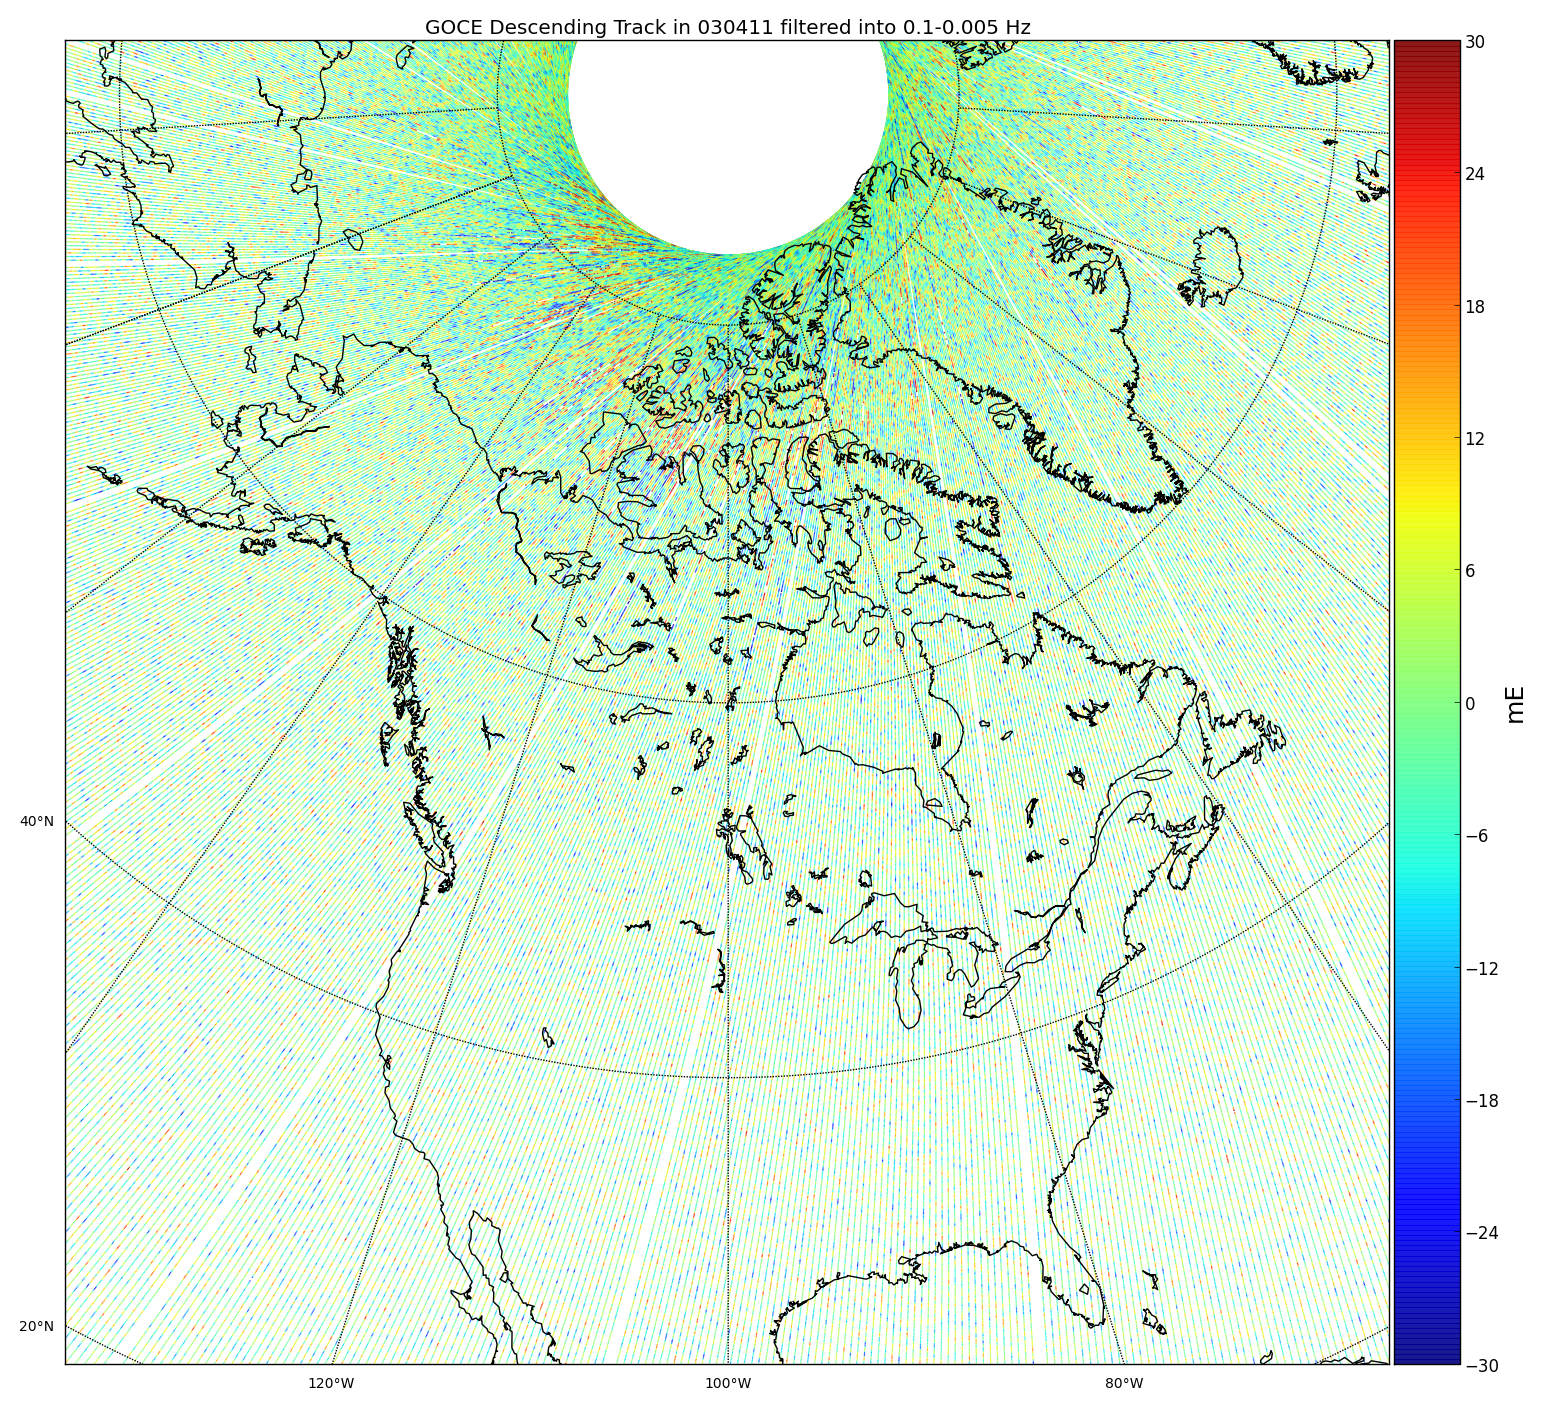 GOCE Descending Track in 030411 filtered into 0.1-0.005 Hz
30
24
18
12
6
0
−6
−12
−18
−24
−30
mE
40°N
20°N
120°W
100°W
80°W